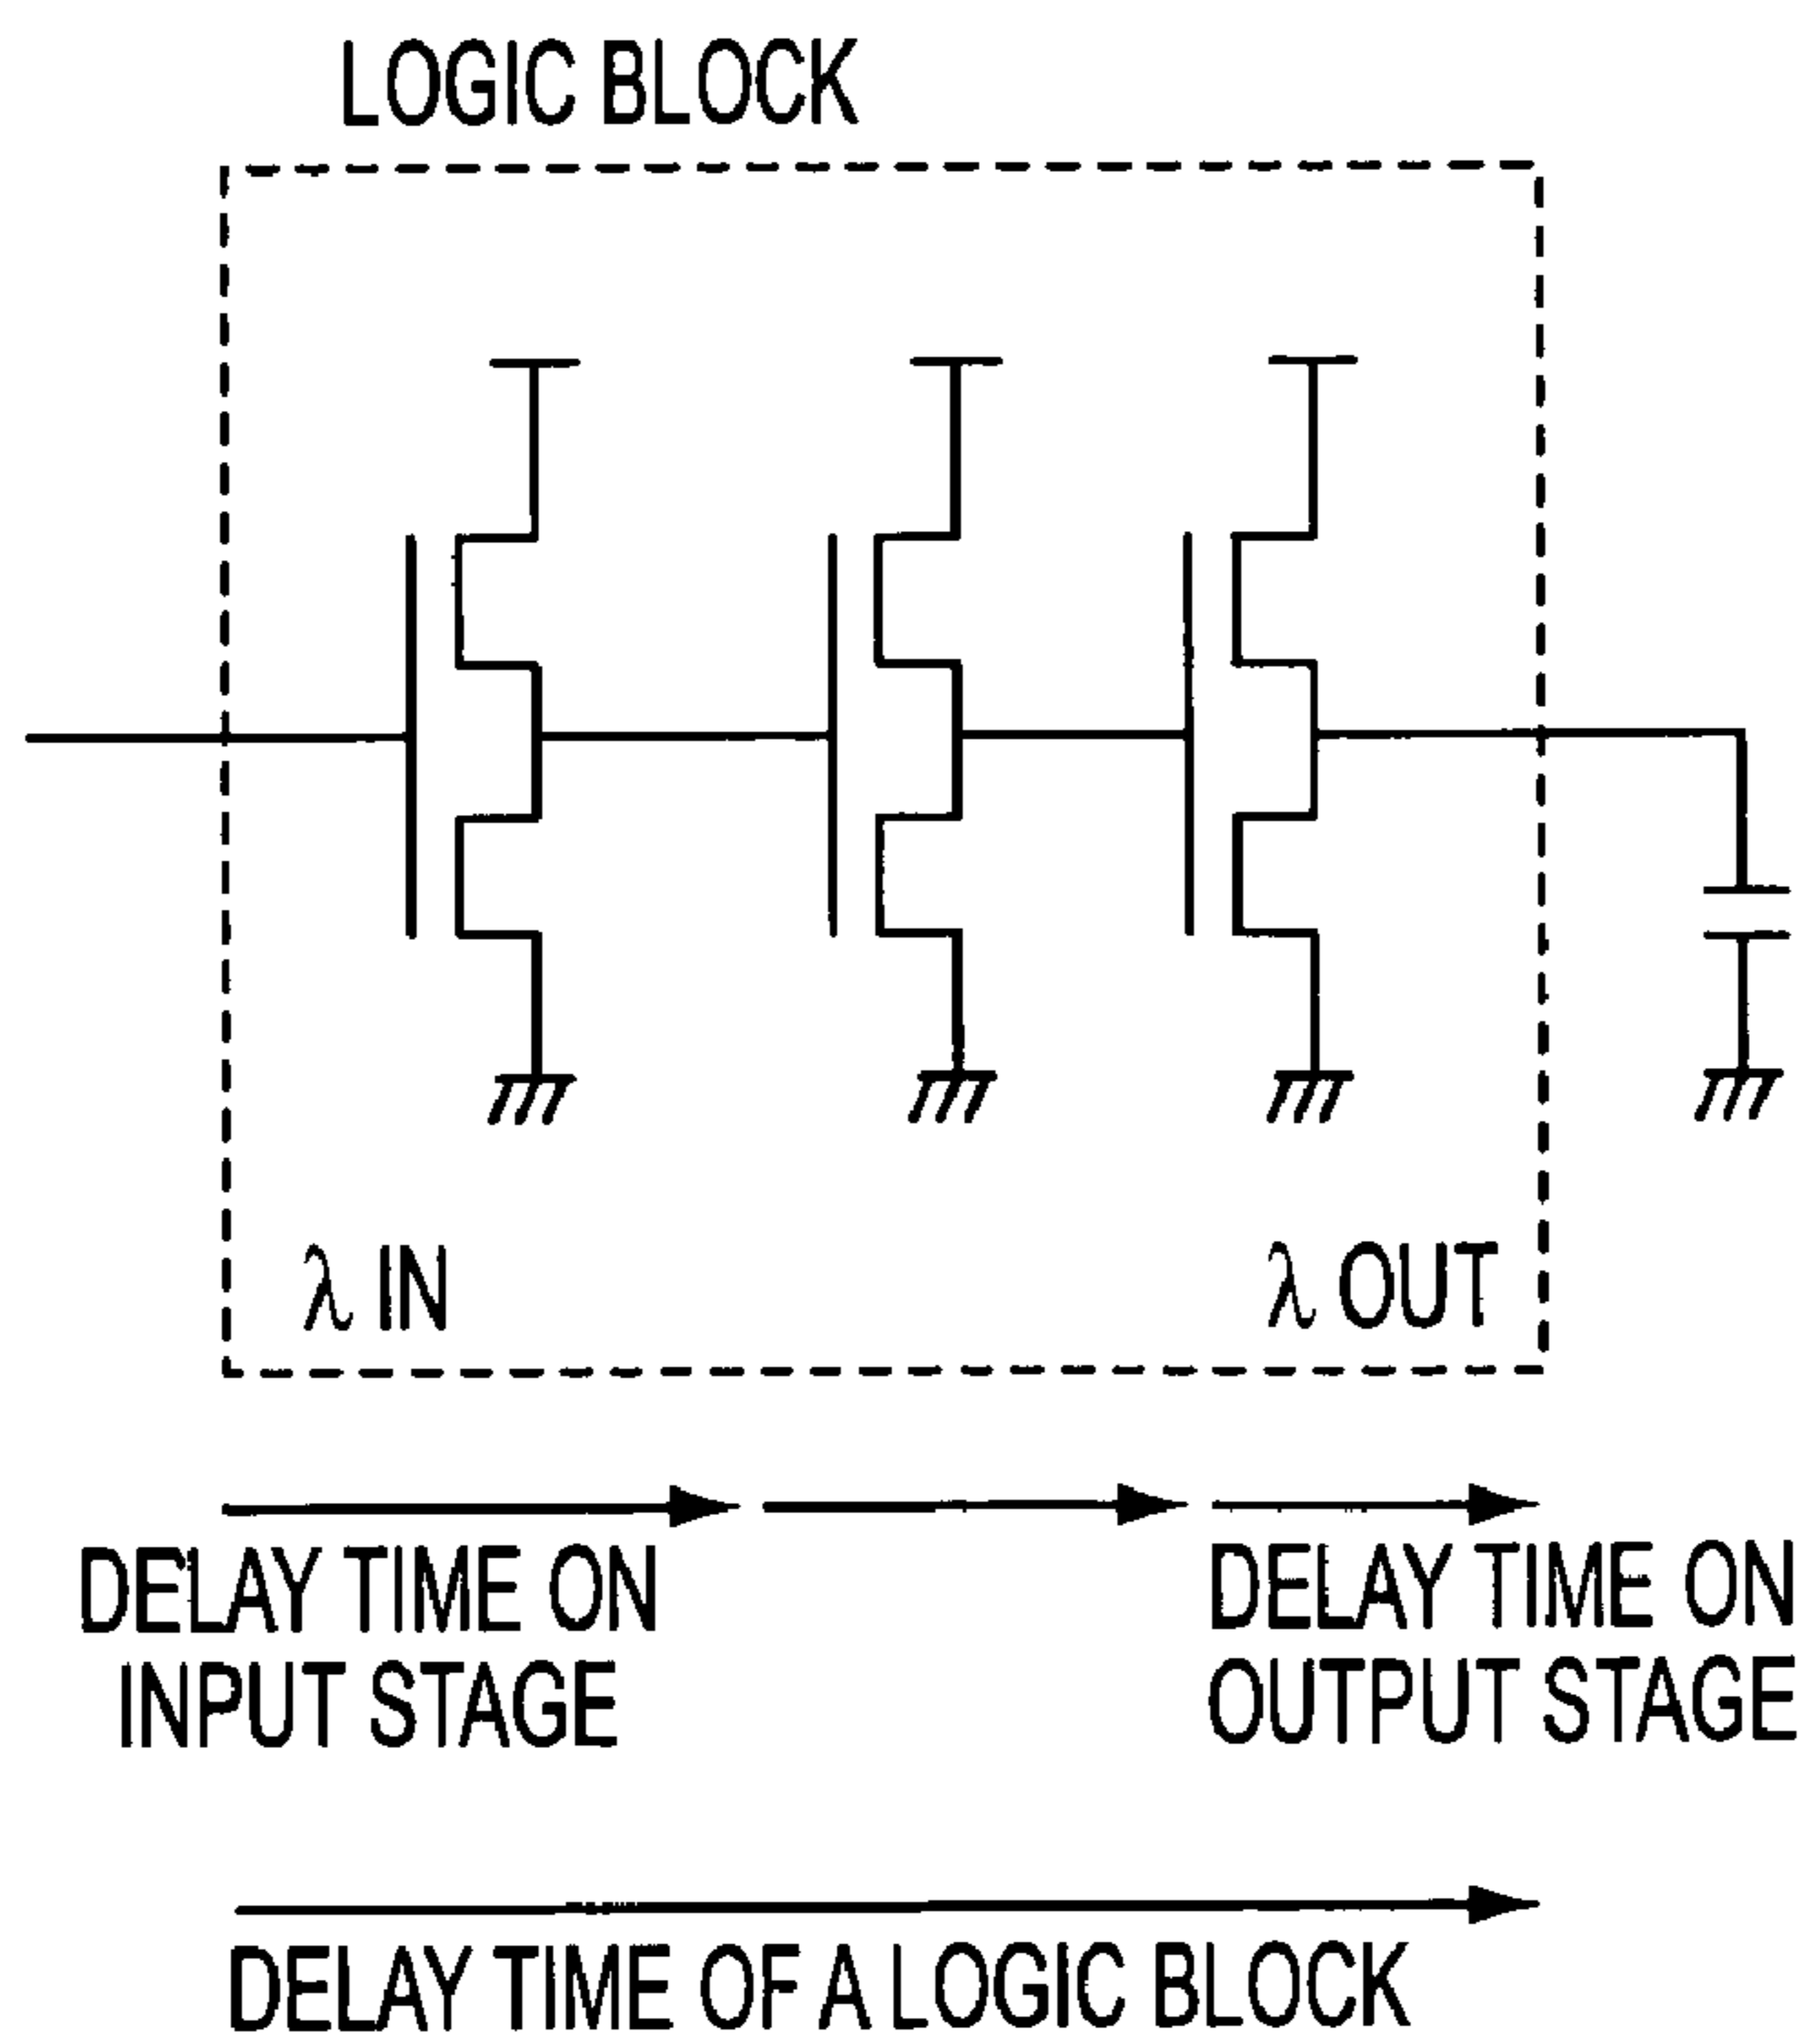 LOGIC BLOCK
λ IN
λ OUT
DELAY TIME ON
INPUT STAGE
DELAY TIME ON
OUTPUT STAGE
DELAY TIME OF A LOGIC BLOCK